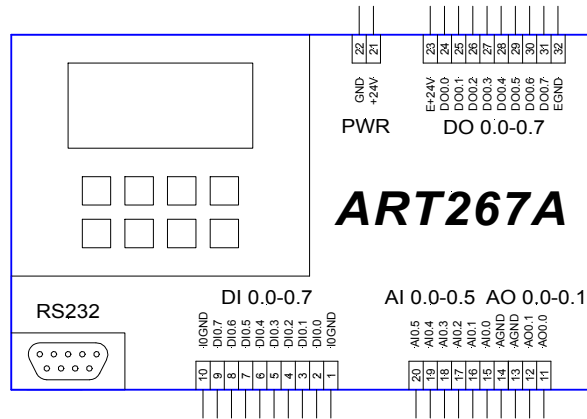 22 21
GND +24V
PWR
23 24 25 26 27 28 29 30 31 32
E+24V DO0.0 DO0.1 DO0.2 DO0.3 DO0.4 DO0.5 DO0.6 DO0.7 EGND
DO 0.0-0.7
ART267A
RS232
DI 0.0-0.7
I0GND DI0.7 DI0.6 DI0.5 DI0.4 DI0.3 DI0.2 DI0.1 DI0.0 I0GND
10 9 8 7 6 5 4 3 2 1
AI 0.0-0.5 AO 0.0-0.1
AI0.5 AI0.4 AI0.3 AI0.2 AI0.1 AI0.0 AGND AGND AO0.1 AO0.0
20 19 18 17 16 15 14 13 12 11